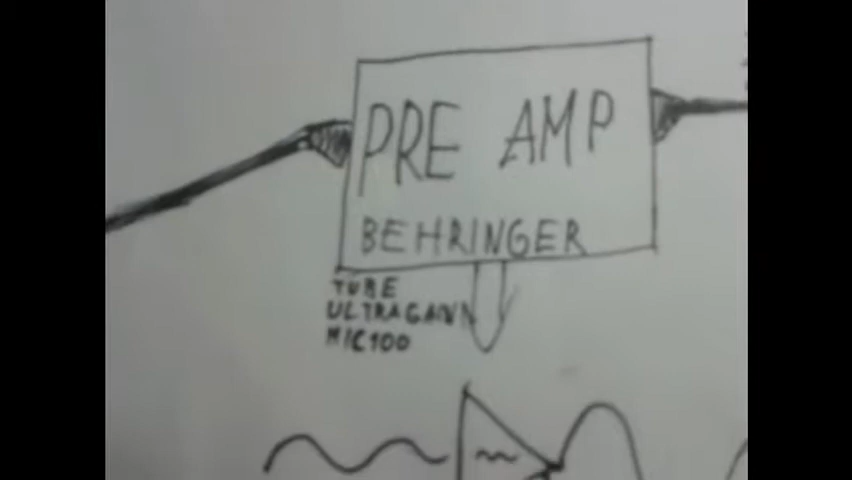 PRE AMP
BEHRINGER
TUBE
ULTRAGAIN
MIC100